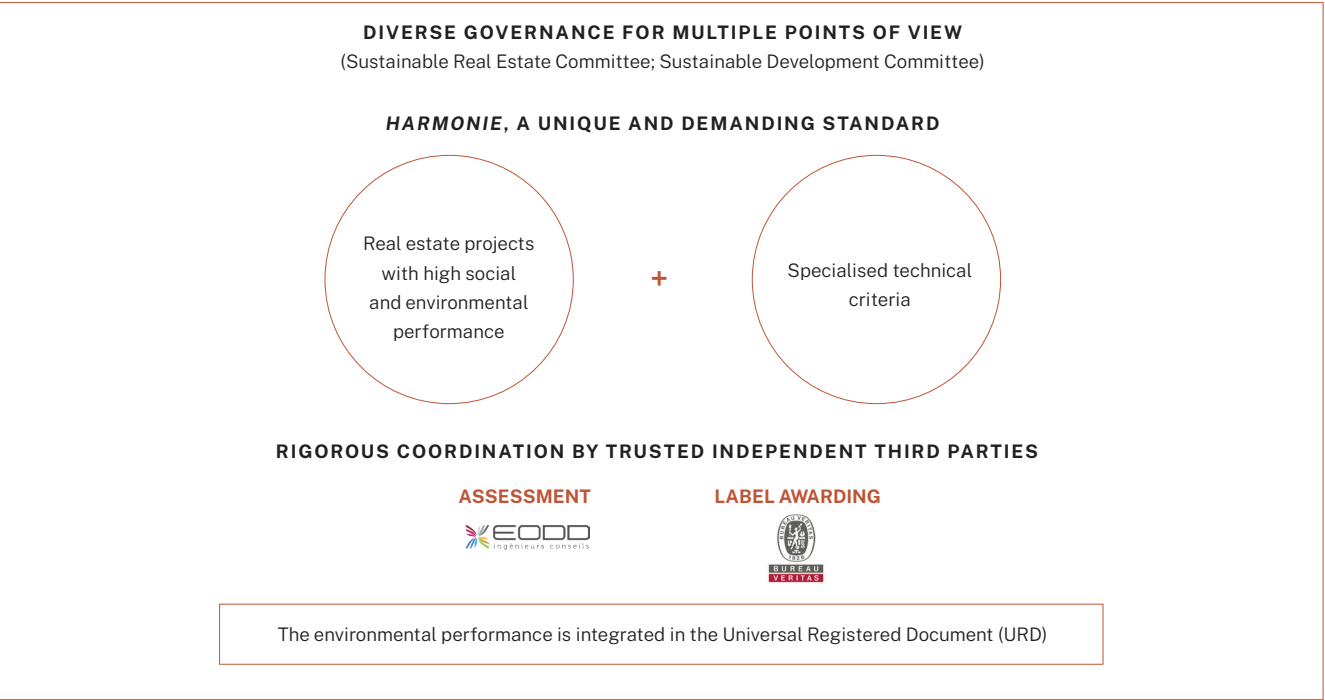 DIVERSE GOVERNANCE FOR MULTIPLE POINTS OF VIEW
(Sustainable Real Estate Committee; Sustainable Development Committee)
HARMONIE, A UNIQUE AND DEMANDING STANDARD
Real estate projects
with high social
and environmental
performance
+
Specialised technical
criteria
RIGOROUS COORDINATION BY TRUSTED INDEPENDENT THIRD PARTIES
ASSESSMENT
EODD
ingénieurs conseils
LABEL AWARDING
BUREAU VERITAS
1828
BUREAU
VERITAS
The environmental performance is integrated in the Universal Registered Document (URD)